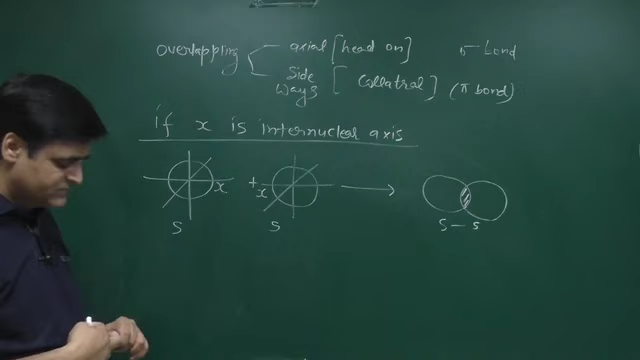 overlapping axial [head on] σ-bond
Side ways [collatral] (π bond)
if x is internuclear axis
x + x
S S S - S